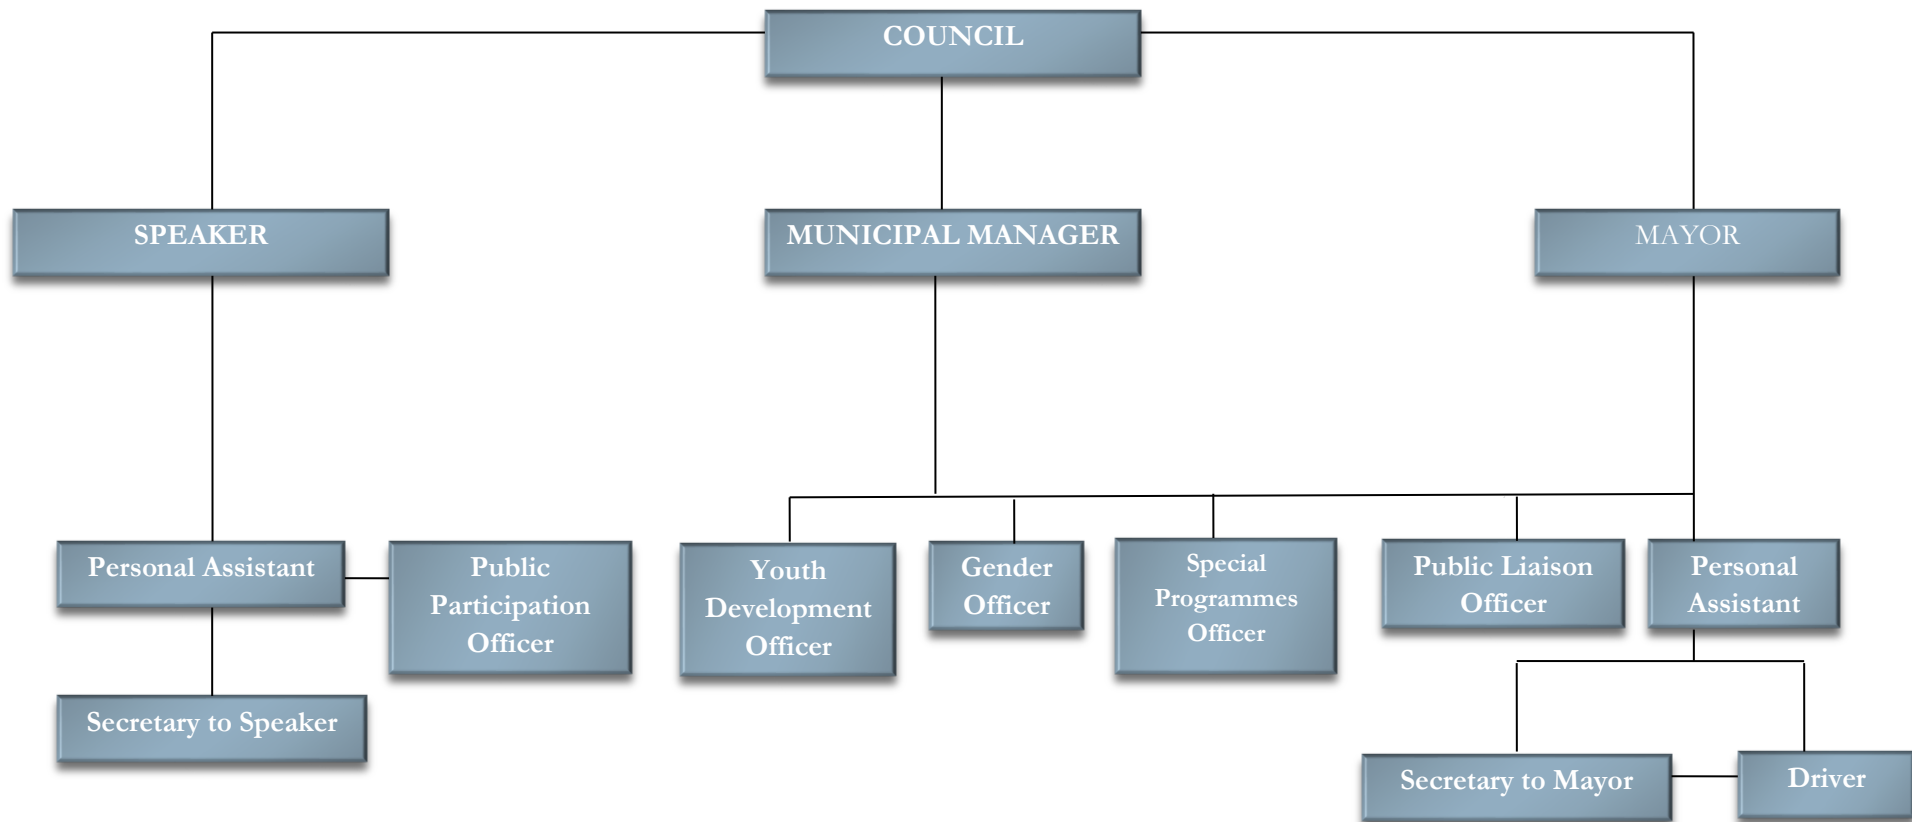 COUNCIL
SPEAKER
MUNICIPAL MANAGER
MAYOR
Personal Assistant
Public
Participation
Officer
Youth
Development
Officer
Gender
Officer
Special
Programmes
Officer
Public Liaison
Officer
Personal
Assistant
Secretary to Speaker
Secretary to Mayor
Driver